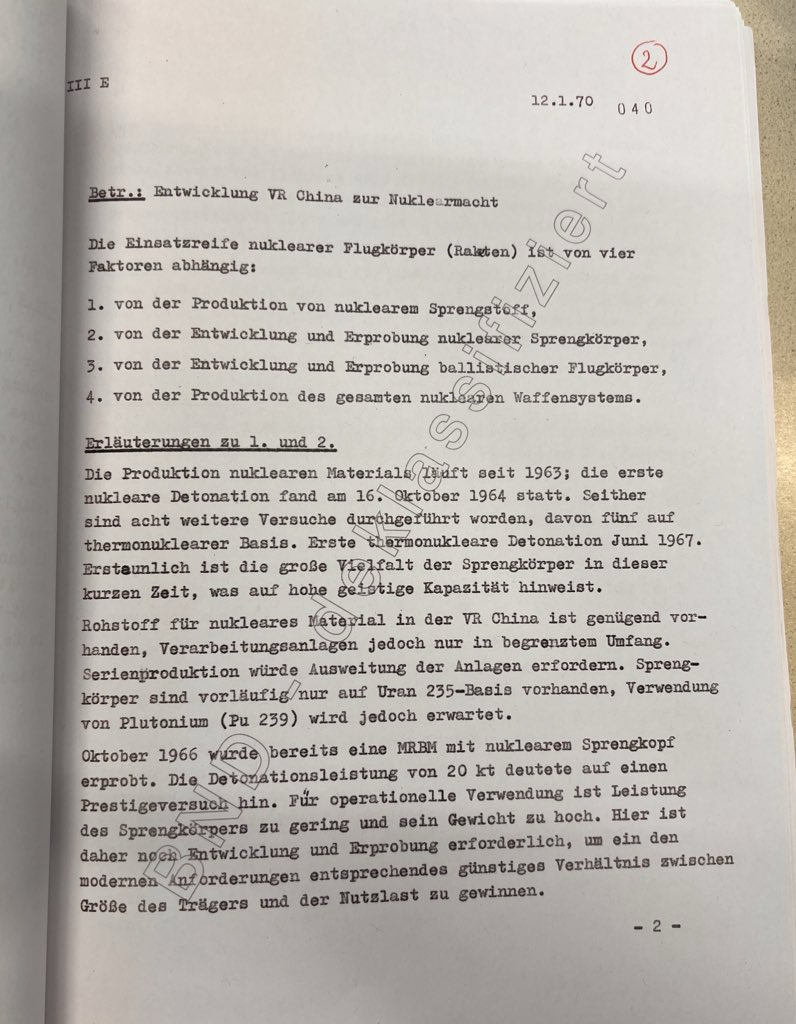 2
III E
12.1.70 040
Betr.: Entwicklung VR China zur Nuklearmacht
Die Einsatzreife nuklearer Flugkörper (Raketen) ist von vier
Faktoren abhängig:
1. von der Produktion von nuklearem Sprengstoff,
2. von der Entwicklung und Erprobung nuklearer Sprengkörper,
3. von der Entwicklung und Erprobung ballistischer Flugkörper,
4. von der Produktion des gesamten nuklearen Waffensystems.
Erläuterungen zu 1. und 2.
Die Produktion nuklearen Materials läuft seit 1963; die erste
nukleare Detonation fand am 16. Oktober 1964 statt. Seither
sind acht weitere Versuche durchgeführt worden, davon fünf auf
thermonuklearer Basis. Erste thermonukleare Detonation Juni 1967.
Erstaunlich ist die große Vielfalt der Sprengkörper in dieser
kurzen Zeit, was auf hohe geistige Kapazität hinweist.
Rohstoff für nukleares Material in der VR China ist genügend vor-
handen, Verarbeitungsanlagen jedoch nur in begrenztem Umfang.
Serienproduktion würde Ausweitung der Anlagen erfordern. Spreng-
körper sind vorläufig nur auf Uran 235-Basis vorhanden, Verwendung
von Plutonium (Pu 239) wird jedoch erwartet.
Oktober 1966 wurde bereits eine MRBM mit nuklearem Sprengkopf
erprobt. Die Detonationsleistung von 20 kt deutete auf einen
Prestigeversuch hin. Für operationelle Verwendung ist Leistung
des Sprengkörpers zu gering und sein Gewicht zu hoch. Hier ist
daher noch Entwicklung und Erprobung erforderlich, um ein den
modernen Anforderungen entsprechendes günstiges Verhältnis zwischen
Größe des Trägers und der Nutzlast zu gewinnen.
- 2 -
BND / deklassifiziert